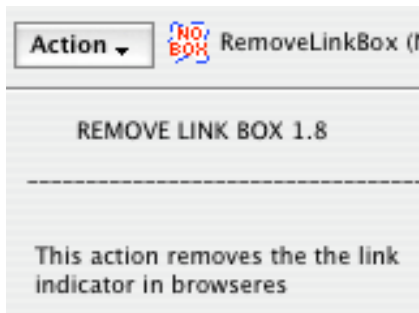 Action NO BOX RemoveLinkBox (
REMOVE LINK BOX 1.8
----------------------------------
This action removes the the link
indicator in browseres